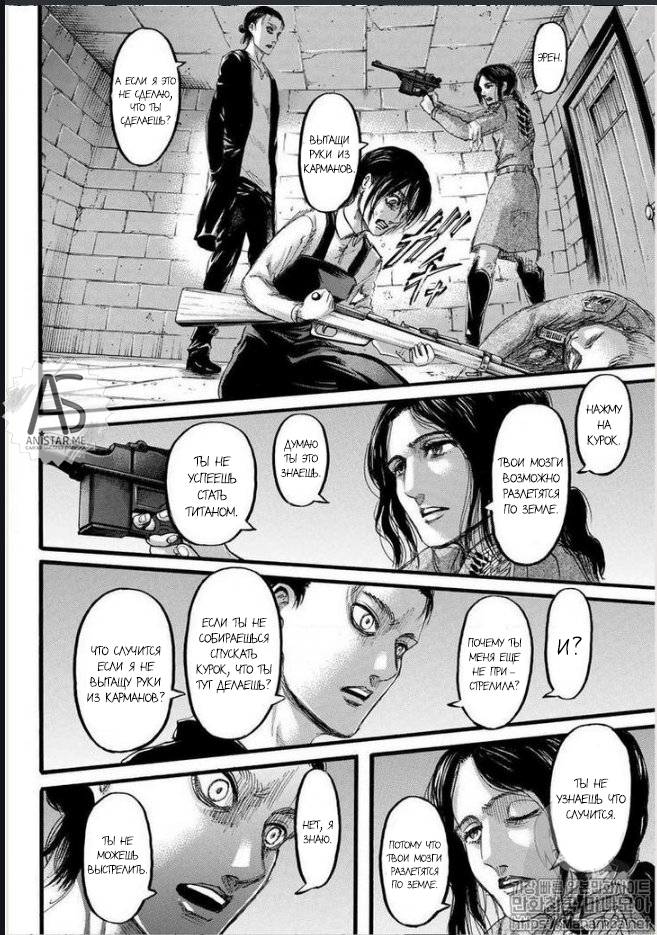 ЭРЕН.
ВЫТАЩИ
РУКИ ИЗ
КАРМАНОВ.
А ЕСЛИ Я ЭТО
НЕ СДЕЛАЮ,
ЧТО ТЫ
СДЕЛАЕШЬ?
НАЖМУ
НА
КУРОК.
ТВОИ МОЗГИ
ВОЗМОЖНО
РАЗЛЕТЯТСЯ
ПО ЗЕМЛЕ.
ДУМАЮ
ТЫ ЭТО
ЗНАЕШЬ.
ТЫ НЕ
УСПЕЕШЬ
СТАТЬ
ТИТАНОМ.
AS
ANISTAR.ME
И?
ПОЧЕМУ ТЫ
МЕНЯ ЕЩЕ
НЕ ПРИ-
СТРЕЛИЛА?
ЕСЛИ ТЫ НЕ
СОБИРАЕШЬСЯ
СПУСКАТЬ
КУРОК, ЧТО ТЫ
ТУТ ДЕЛАЕШЬ?
ЧТО СЛУЧИТСЯ
ЕСЛИ Я НЕ
ВЫТАЩУ РУКИ
ИЗ КАРМАНОВ?
ТЫ НЕ
УЗНАЕШЬ ЧТО
СЛУЧИТСЯ.
ПОТОМУ ЧТО
ТВОИ МОЗГИ
РАЗЛЕТЯТСЯ
ПО ЗЕМЛЕ.
НЕТ, Я
ЗНАЮ.
ТЫ НЕ
МОЖЕШЬ
ВЫСТРЕЛИТЬ.